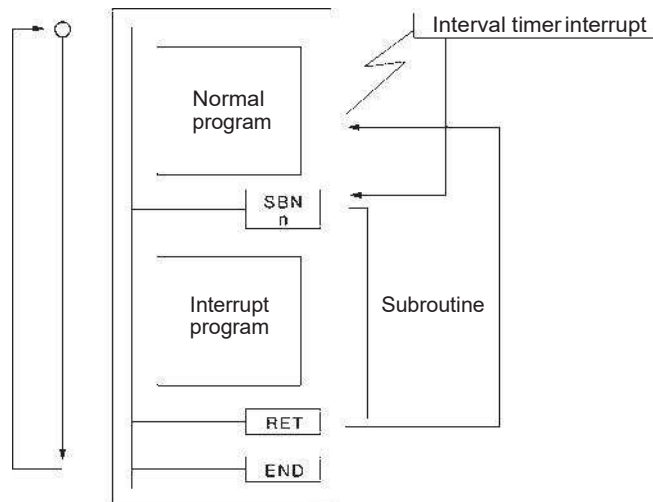 Interval timer interrupt
Normal
program
SBN
n
Interrupt
program
Subroutine
RET
END